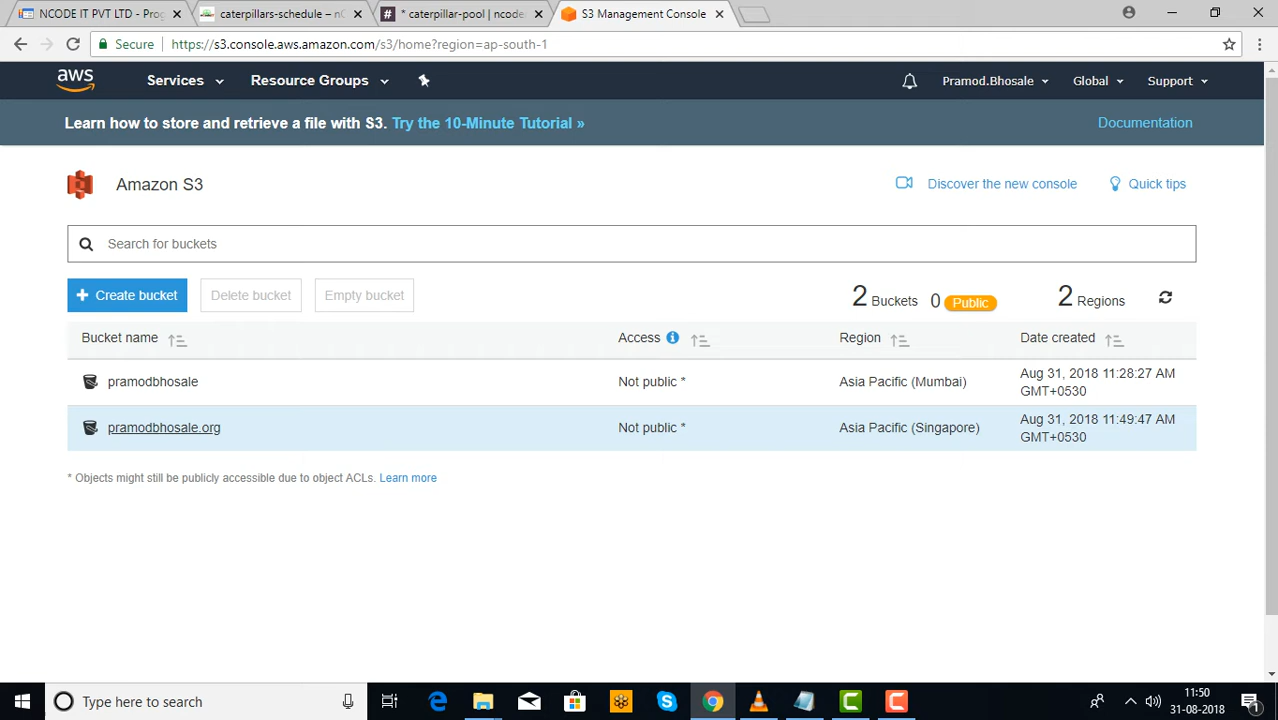 NCODE IT PVT LTD - Prog
caterpillars-schedule – nC
* caterpillar-pool | ncode
S3 Management Console
Secure
https://s3.console.aws.amazon.com/s3/home?region=ap-south-1
aws
Services
Resource Groups
Pramod.Bhosale
Global
Support
Learn how to store and retrieve a file with S3. Try the 10-Minute Tutorial »
Documentation
Amazon S3
Discover the new console
Quick tips
Search for buckets
+ Create bucket
Delete bucket
Empty bucket
2 Buckets
0 Public
2 Regions
Bucket name
Access
Region
Date created
pramodbhosale
Not public *
Asia Pacific (Mumbai)
Aug 31, 2018 11:28:27 AM
GMT+0530
pramodbhosale.org
Not public *
Asia Pacific (Singapore)
Aug 31, 2018 11:49:47 AM
GMT+0530
* Objects might still be publicly accessible due to object ACLs. Learn more
Type here to search
11:50
31-08-2018
1